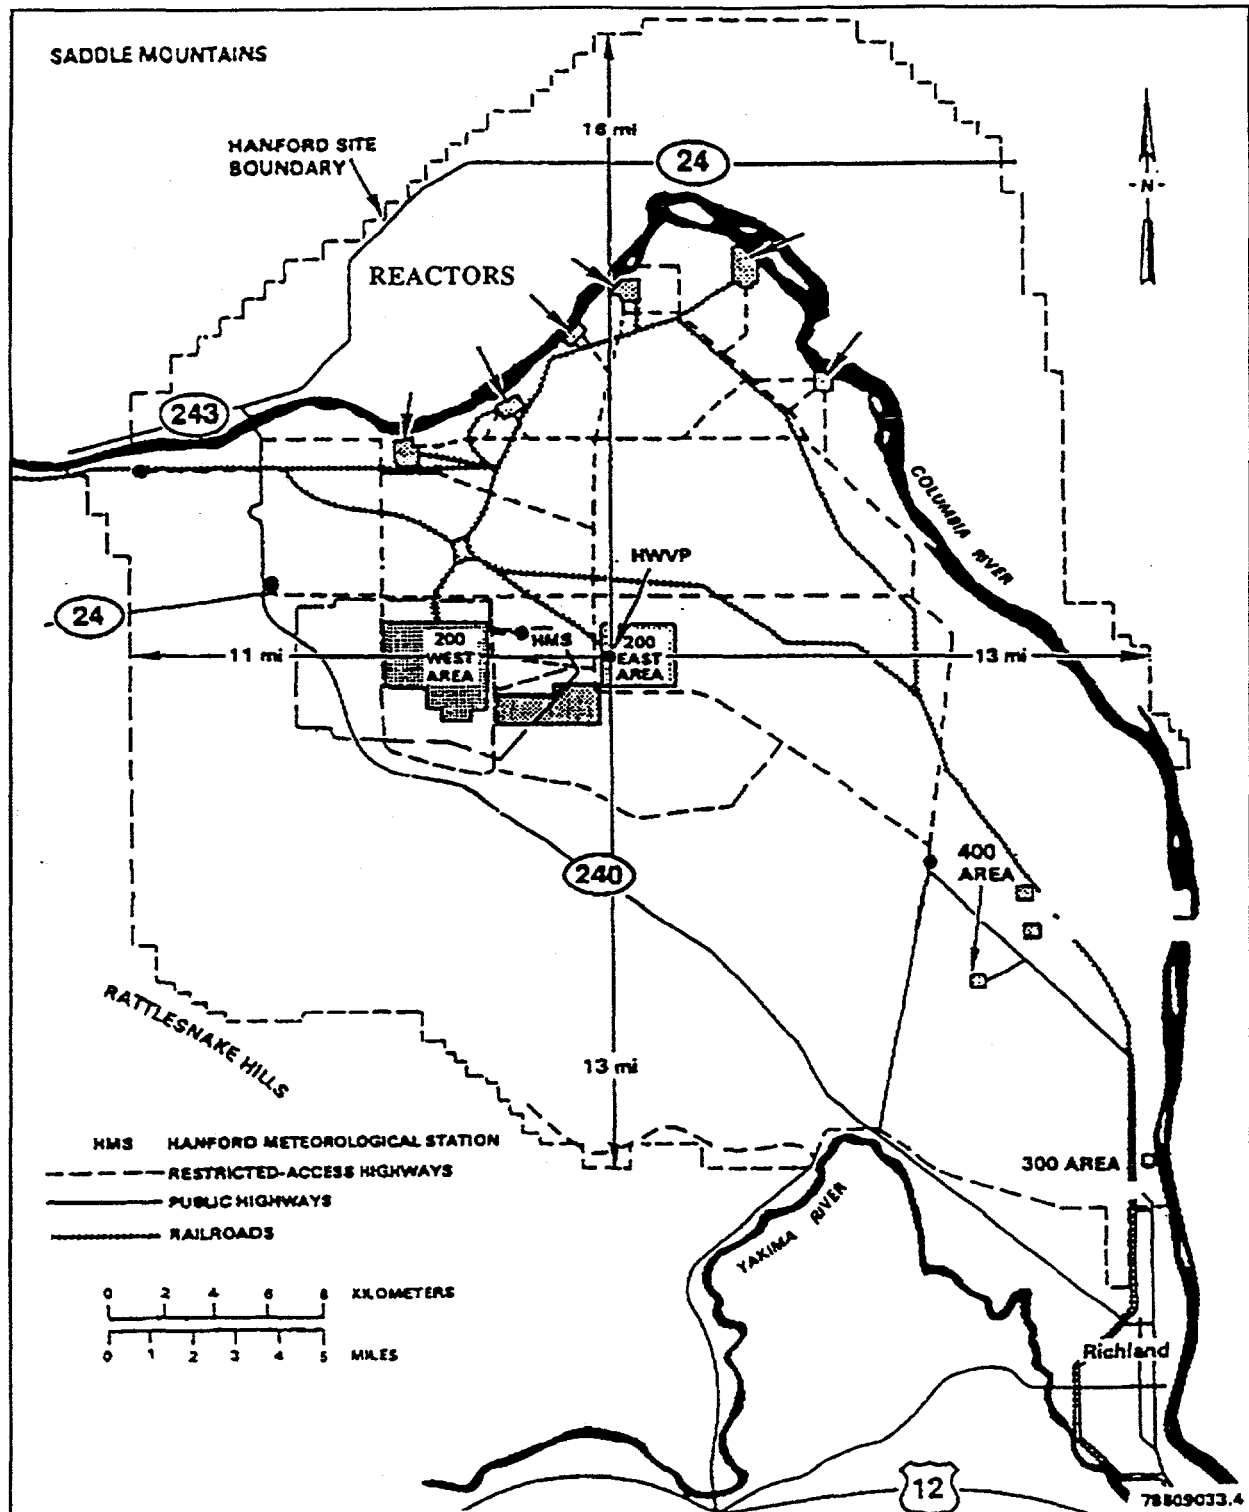 SADDLE MOUNTAINS
16 mi
HANFORD SITE
BOUNDARY
24
N
REACTORS
243
COLUMBIA RIVER
HWVP
24
11 mi
200
WEST
AREA
HMS
200
EAST
AREA
13 mi
240
400
AREA
RATTLESNAKE HILLS
13 mi
HMS HANFORD METEOROLOGICAL STATION
RESTRICTED-ACCESS HIGHWAYS
PUBLIC HIGHWAYS
RAILROADS
300 AREA
YAKIMA RIVER
0 2 4 6 8 KILOMETERS
0 1 2 3 4 5 MILES
Richland
12
78809033.4